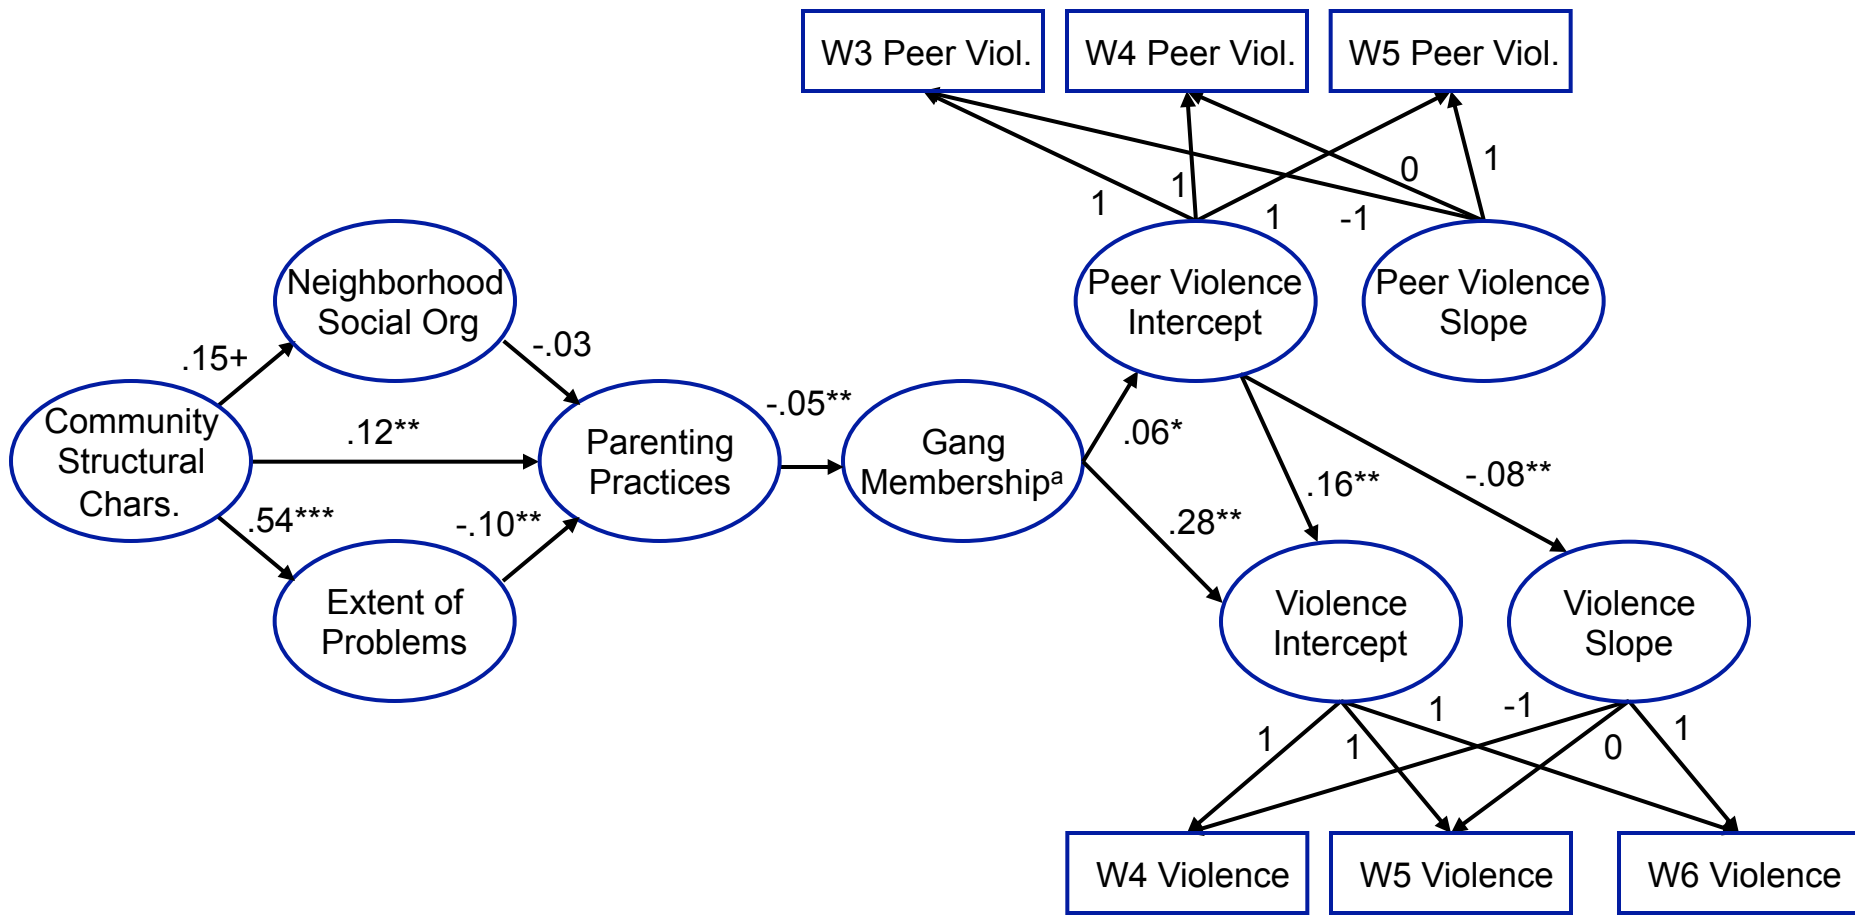 W3 Peer Viol.
W4 Peer Viol.
W5 Peer Viol.
1
1
1
-1
0
1
Neighborhood
Social Org
Peer Violence
Intercept
Peer Violence
Slope
.15+
-.03
Community
Structural
Chars.
.12**
Parenting
Practices
-.05**
Gang
Membershipᵃ
.06*
.16**
-.08**
.54***
-.10**
.28**
Extent of
Problems
Violence
Intercept
Violence
Slope
1
1
1
-1
0
1
W4 Violence
W5 Violence
W6 Violence